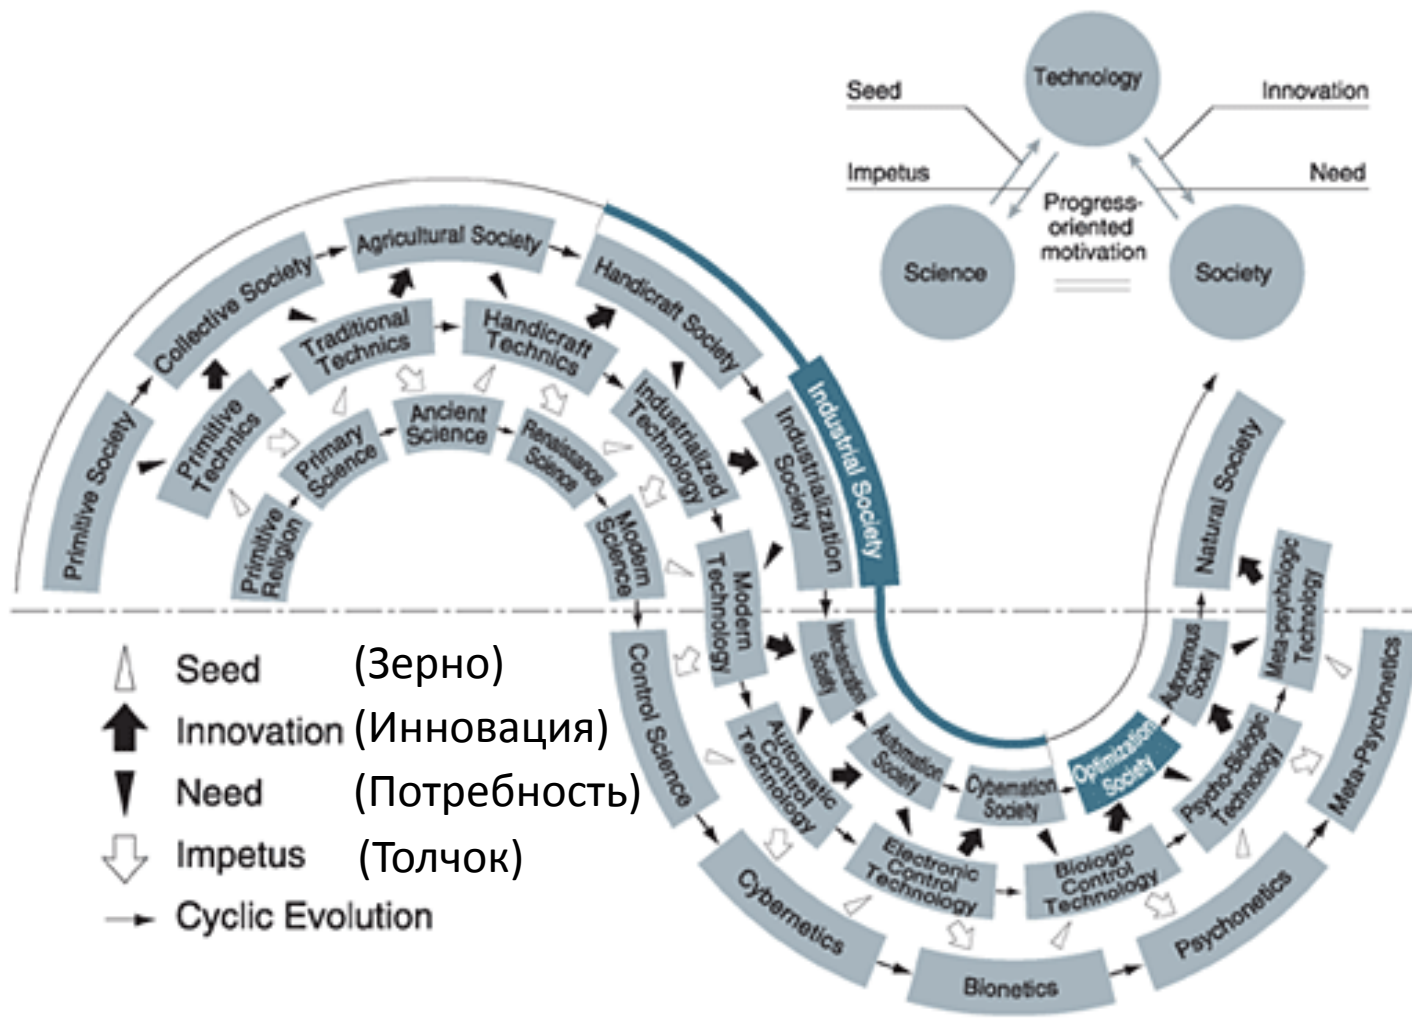 Technology
Seed
Innovation
Impetus
Need
Progress-
oriented
motivation
Science
Society
Primitive Society
Collective Society
Agricultural Society
Handicraft Society
Industrialization
Society
Industrial Society
Primitive
Technics
Traditional
Technics
Handicraft
Technics
Industrialized
Technology
Modern
Technology
Primitive
Religion
Primary
Science
Ancient
Science
Renaissance
Science
Modern
Science
Control Science
Cybernetics
Bionetics
Psychonetics
Meta-Psychonetics
Automatic
Control
Technology
Electronic
Control
Technology
Biologic
Control
Technology
Psycho-Biologic
Technology
Meta-psychologic
Technology
Mechanization
Society
Automation
Society
Cybernation
Society
Optimization
Society
Autonomous
Society
Natural Society
Seed (Зерно)
Innovation (Инновация)
Need (Потребность)
Impetus (Толчок)
Cyclic Evolution